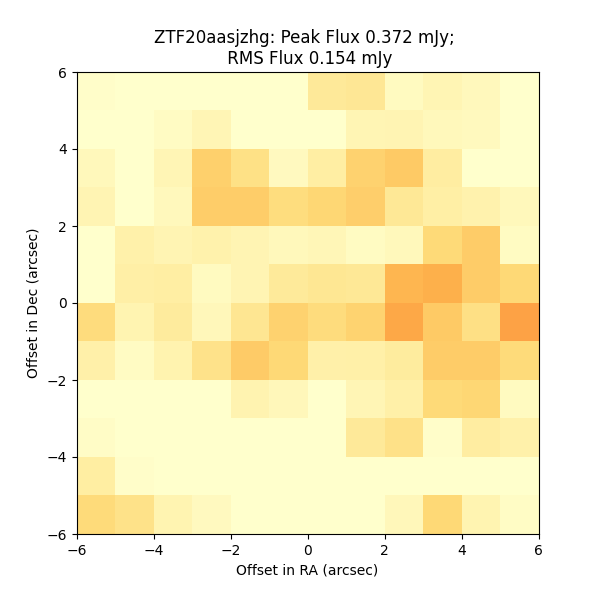 ZTF20aasjzhg: Peak Flux 0.372 mJy;
RMS Flux 0.154 mJy
6
4
2
0
−2
−4
−6
Offset in Dec (arcsec)
−6 −4 −2 0 2 4 6
Offset in RA (arcsec)